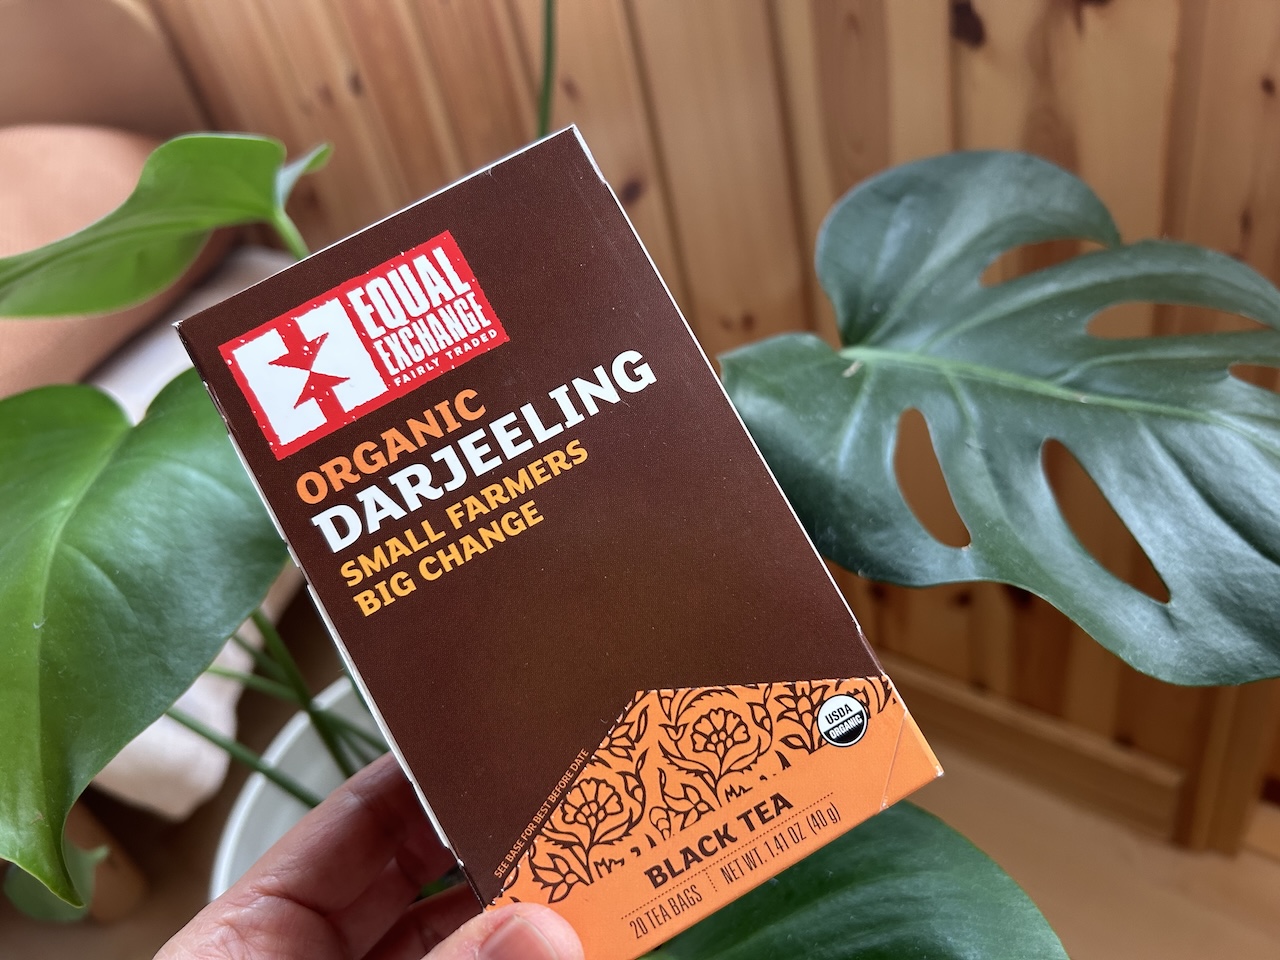 EQUAL
EXCHANGE
FAIRLY TRADED
ORGANIC
DARJEELING
SMALL FARMERS
BIG CHANGE
SEE BASE FOR BEST BEFORE DATE
USDA
ORGANIC
BLACK TEA
20 TEA BAGS
NET WT. 1.41 OZ (40 g)